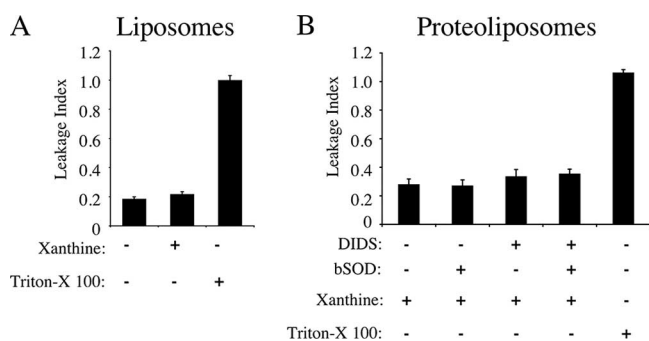 A Liposomes
Leakage Index
1.2
1.0
0.8
0.6
0.4
0.2
0
Xanthine: - + -
Triton-X 100: - - +
B Proteoliposomes
Leakage Index
1.2
1.0
0.8
0.6
0.4
0.2
0
DIDS: - - + + -
bSOD: - + - + -
Xanthine: + + + + -
Triton-X 100: - - - - +